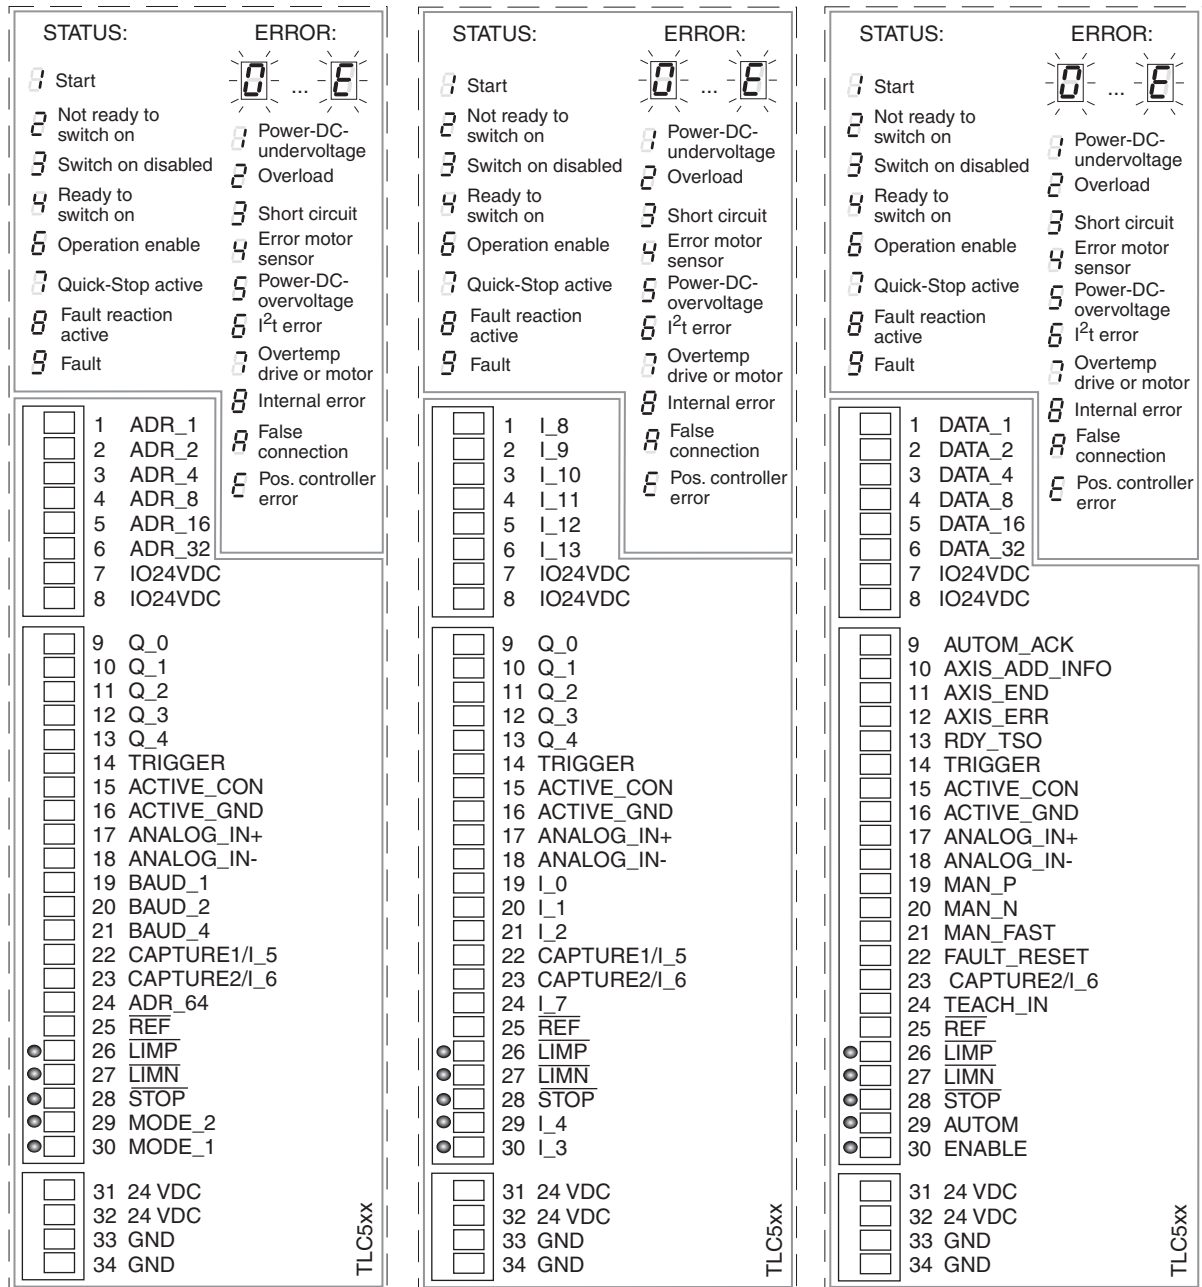 STATUS:
1 Start
2 Not ready to
switch on
3 Switch on disabled
4 Ready to
switch on
6 Operation enable
7 Quick-Stop active
8 Fault reaction
active
9 Fault
ERROR:
0 ... E
1 Power-DC-
undervoltage
2 Overload
3 Short circuit
4 Error motor
sensor
5 Power-DC-
overvoltage
6 I²t error
7 Overtemp
drive or motor
8 Internal error
A False
connection
E Pos. controller
error
1 ADR_1
2 ADR_2
3 ADR_4
4 ADR_8
5 ADR_16
6 ADR_32
7 IO24VDC
8 IO24VDC
9 Q_0
10 Q_1
11 Q_2
12 Q_3
13 Q_4
14 TRIGGER
15 ACTIVE_CON
16 ACTIVE_GND
17 ANALOG_IN+
18 ANALOG_IN-
19 BAUD_1
20 BAUD_2
21 BAUD_4
22 CAPTURE1/I_5
23 CAPTURE2/I_6
24 ADR_64
25 REF
26 LIMP
27 LIMN
28 STOP
29 MODE_2
30 MODE_1
31 24 VDC
32 24 VDC
33 GND
34 GND
TLC5xx
STATUS:
1 Start
2 Not ready to
switch on
3 Switch on disabled
4 Ready to
switch on
6 Operation enable
7 Quick-Stop active
8 Fault reaction
active
9 Fault
ERROR:
0 ... E
1 Power-DC-
undervoltage
2 Overload
3 Short circuit
4 Error motor
sensor
5 Power-DC-
overvoltage
6 I²t error
7 Overtemp
drive or motor
8 Internal error
A False
connection
E Pos. controller
error
1 I_8
2 I_9
3 I_10
4 I_11
5 I_12
6 I_13
7 IO24VDC
8 IO24VDC
9 Q_0
10 Q_1
11 Q_2
12 Q_3
13 Q_4
14 TRIGGER
15 ACTIVE_CON
16 ACTIVE_GND
17 ANALOG_IN+
18 ANALOG_IN-
19 I_0
20 I_1
21 I_2
22 CAPTURE1/I_5
23 CAPTURE2/I_6
24 I_7
25 REF
26 LIMP
27 LIMN
28 STOP
29 I_4
30 I_3
31 24 VDC
32 24 VDC
33 GND
34 GND
TLC5xx
STATUS:
1 Start
2 Not ready to
switch on
3 Switch on disabled
4 Ready to
switch on
6 Operation enable
7 Quick-Stop active
8 Fault reaction
active
9 Fault
ERROR:
0 ... E
1 Power-DC-
undervoltage
2 Overload
3 Short circuit
4 Error motor
sensor
5 Power-DC-
overvoltage
6 I²t error
7 Overtemp
drive or motor
8 Internal error
A False
connection
E Pos. controller
error
1 DATA_1
2 DATA_2
3 DATA_4
4 DATA_8
5 DATA_16
6 DATA_32
7 IO24VDC
8 IO24VDC
9 AUTOM_ACK
10 AXIS_ADD_INFO
11 AXIS_END
12 AXIS_ERR
13 RDY_TSO
14 TRIGGER
15 ACTIVE_CON
16 ACTIVE_GND
17 ANALOG_IN+
18 ANALOG_IN-
19 MAN_P
20 MAN_N
21 MAN_FAST
22 FAULT_RESET
23 CAPTURE2/I_6
24 TEACH_IN
25 REF
26 LIMP
27 LIMN
28 STOP
29 AUTOM
30 ENABLE
31 24 VDC
32 24 VDC
33 GND
34 GND
TLC5xx